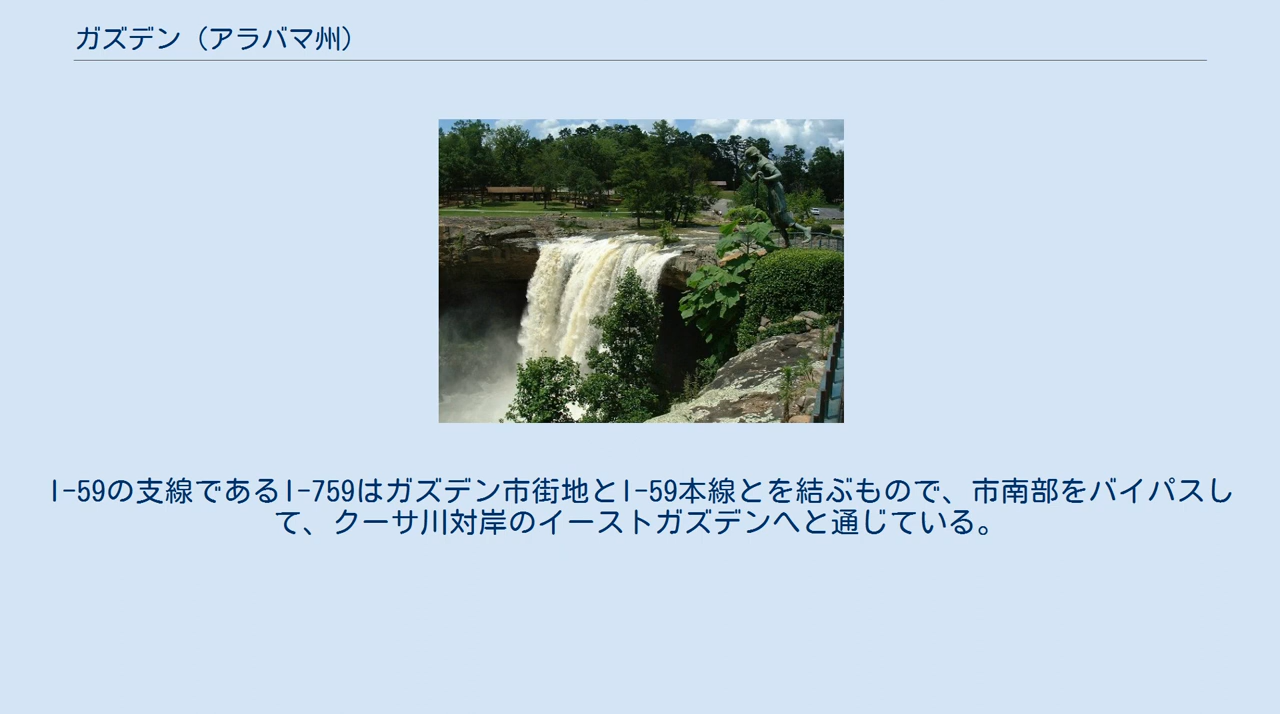 ガズデン（アラバマ州）
I-59の支線であるI-759はガズデン市街地とI-59本線とを結ぶもので、市南部をバイパスし
て、クーサ川対岸のイーストガズデンへと通じている。